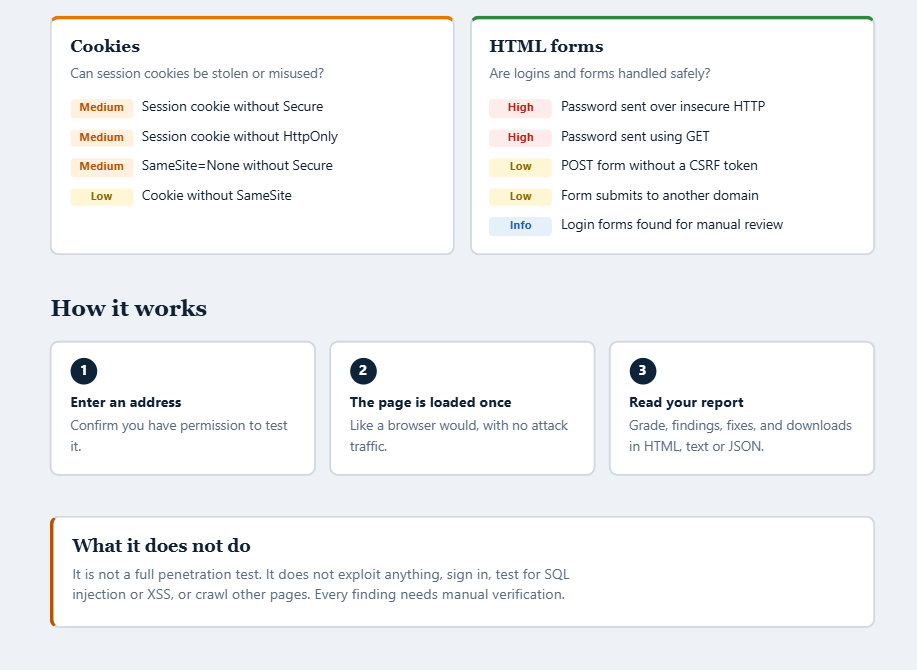 Cookies
Can session cookies be stolen or misused?
Medium Session cookie without Secure
Medium Session cookie without HttpOnly
Medium SameSite=None without Secure
Low Cookie without SameSite
HTML forms
Are logins and forms handled safely?
High Password sent over insecure HTTP
High Password sent using GET
Low POST form without a CSRF token
Low Form submits to another domain
Info Login forms found for manual review
How it works
1
Enter an address
Confirm you have permission to test
it.
2
The page is loaded once
Like a browser would, with no attack
traffic.
3
Read your report
Grade, findings, fixes, and downloads
in HTML, text or JSON.
What it does not do
It is not a full penetration test. It does not exploit anything, sign in, test for SQL
injection or XSS, or crawl other pages. Every finding needs manual verification.